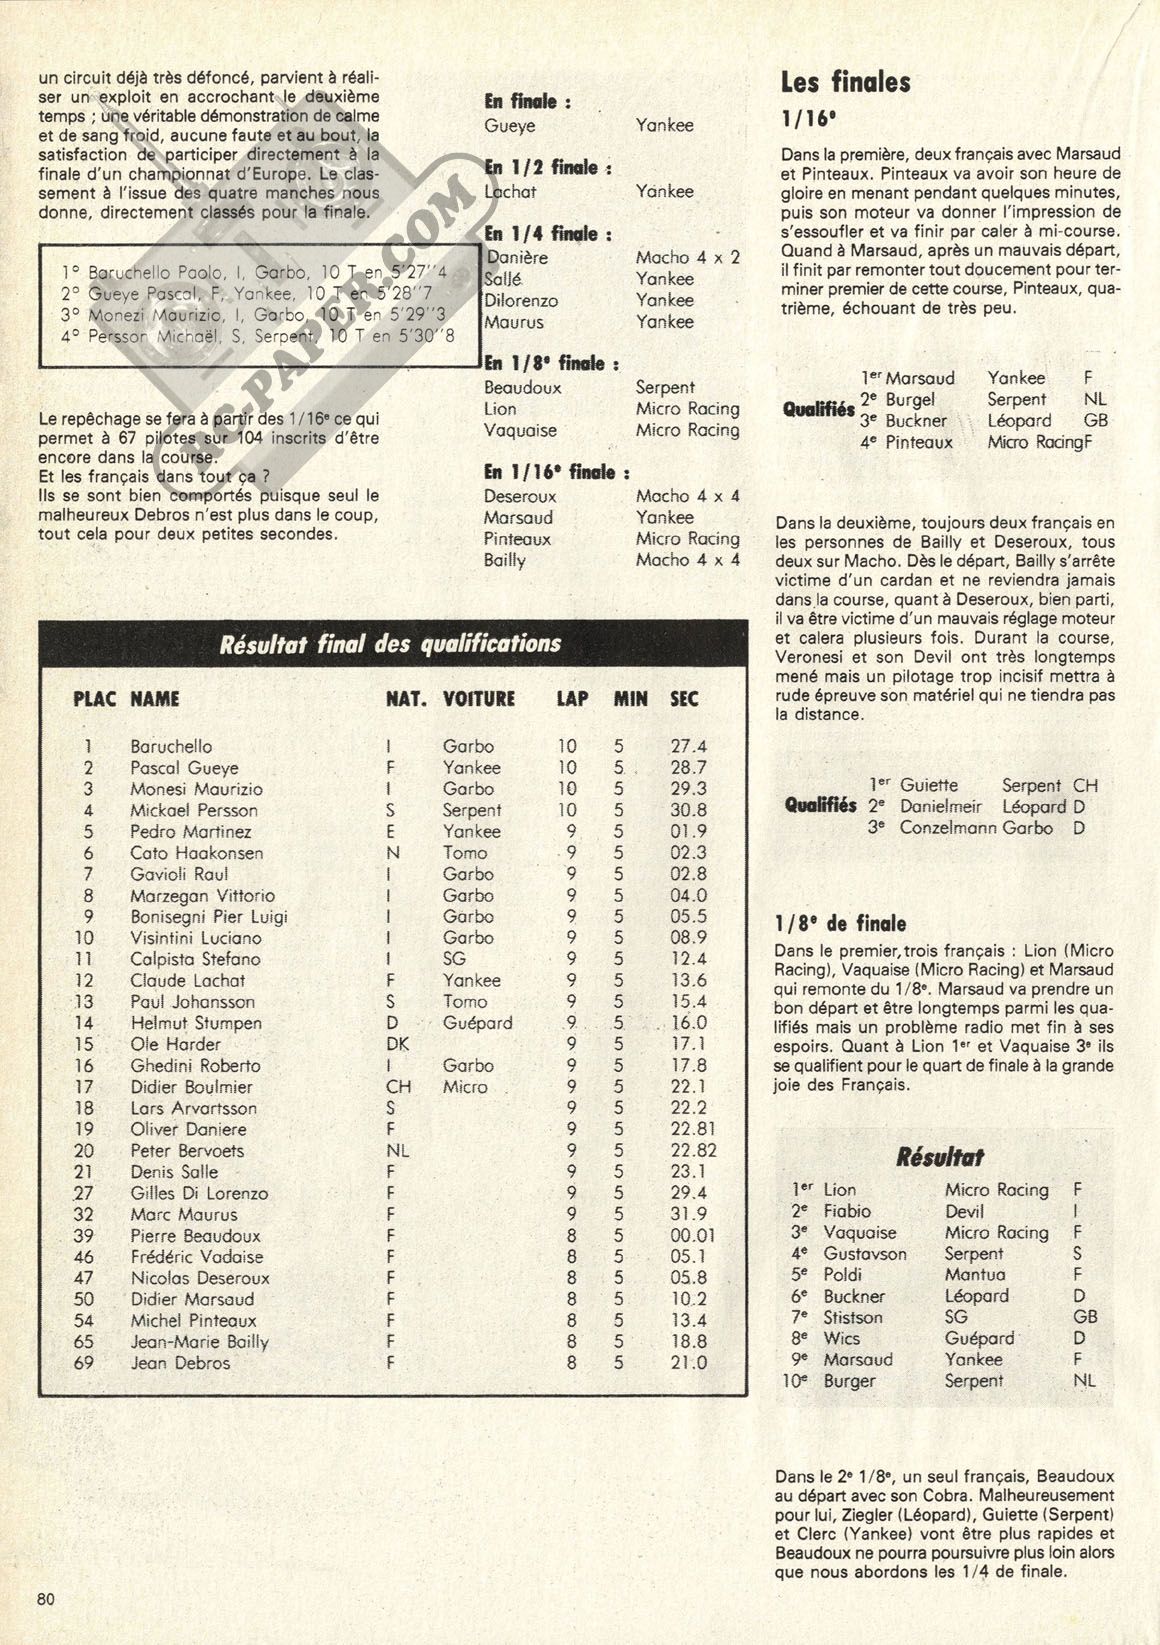 un circuit déjà très défoncé, parvient à réali-
ser un exploit en accrochant le deuxième
temps ; une véritable démonstration de calme
et de sang froid, aucune faute et au bout, la
satisfaction de participer directement à la
finale d'un championnat d'Europe. Le clas-
sement à l'issue des quatre manches nous
donne, directement classés pour la finale.
1° Baruchello Paolo, I, Garbo, 10 T en 5'27''4
2° Gueye Pascal, F, Yankee, 10 T en 5'28''7
3° Monezi Maurizio, I, Garbo, 10 T en 5'29''3
4° Persson Michaël, S, Serpent, 10 T en 5'30''8
Le repêchage se fera à partir des 1/16e ce qui
permet à 67 pilotes sur 104 inscrits d'être
encore dans la course.
Et les français dans tout ça ?
Ils se sont bien comportés puisque seul le
malheureux Debros n'est plus dans le coup,
tout cela pour deux petites secondes.
RC-PAPER.COM
En finale :
Gueye Yankee
En 1/2 finale :
Lachat Yankee
En 1/4 finale :
Danière Macho 4 x 2
Sallé Yankee
Dilorenzo Yankee
Maurus Yankee
En 1/8e finale :
Beaudoux Serpent
Lion Micro Racing
Vaquaise Micro Racing
En 1/16e finale :
Deseroux Macho 4 x 4
Marsaud Yankee
Pinteaux Micro Racing
Bailly Macho 4 x 4
Résultat final des qualifications
PLAC NAME NAT. VOITURE LAP MIN SEC
1 Baruchello I Garbo 10 5 27.4
2 Pascal Gueye F Yankee 10 5 28.7
3 Monesi Maurizio I Garbo 10 5 29.3
4 Mickael Persson S Serpent 10 5 30.8
5 Pedro Martinez E Yankee 9 5 01.9
6 Cato Haakonsen N Tomo 9 5 02.3
7 Gavioli Raul I Garbo 9 5 02.8
8 Marzegan Vittorio I Garbo 9 5 04.0
9 Bonisegni Pier Luigi I Garbo 9 5 05.5
10 Visintini Luciano I Garbo 9 5 08.9
11 Calpista Stefano I SG 9 5 12.4
12 Claude Lachat F Yankee 9 5 13.6
13 Paul Johansson S Tomo 9 5 15.4
14 Helmut Stumpen D Guépard 9 5 16.0
15 Ole Harder DK 9 5 17.1
16 Ghedini Roberto I Garbo 9 5 17.8
17 Didier Boulmier CH Micro 9 5 22.1
18 Lars Arvartsson S 9 5 22.2
19 Oliver Daniere F 9 5 22.81
20 Peter Bervoets NL 9 5 22.82
21 Denis Salle F 9 5 23.1
27 Gilles Di Lorenzo F 9 5 29.4
32 Marc Maurus F 9 5 31.9
39 Pierre Beaudoux F 8 5 00.01
46 Frédéric Vadaise F 8 5 05.1
47 Nicolas Deseroux F 8 5 05.8
50 Didier Marsaud F 8 5 10.2
54 Michel Pinteaux F 8 5 13.4
65 Jean-Marie Bailly F 8 5 18.8
69 Jean Debros F 8 5 21.0
Les finales
1/16e
Dans la première, deux français avec Marsaud
et Pinteaux. Pinteaux va avoir son heure de
gloire en menant pendant quelques minutes,
puis son moteur va donner l'impression de
s'essoufler et va finir par caler à mi-course.
Quand à Marsaud, après un mauvais départ,
il finit par remonter tout doucement pour ter-
miner premier de cette course, Pinteaux, qua-
trième, échouant de très peu.
Qualifiés
1er Marsaud Yankee F
2e Burgel Serpent NL
3e Buckner Léopard GB
4e Pinteaux Micro Racing F
Dans la deuxième, toujours deux français en
les personnes de Bailly et Deseroux, tous
deux sur Macho. Dès le départ, Bailly s'arrête
victime d'un cardan et ne reviendra jamais
dans la course, quant à Deseroux, bien parti,
il va être victime d'un mauvais réglage moteur
et calera plusieurs fois. Durant la course,
Veronesi et son Devil ont très longtemps
mené mais un pilotage trop incisif mettra à
rude épreuve son matériel qui ne tiendra pas
la distance.
Qualifiés
1er Guiette Serpent CH
2e Danielmeir Léopard D
3e Conzelmann Garbo D
1/8e de finale
Dans le premier, trois français : Lion (Micro
Racing), Vaquaise (Micro Racing) et Marsaud
qui remonte du 1/8e. Marsaud va prendre un
bon départ et être longtemps parmi les qua-
lifiés mais un problème radio met fin à ses
espoirs. Quant à Lion 1er et Vaquaise 3e ils
se qualifient pour le quart de finale à la grande
joie des Français.
Résultat
1er Lion Micro Racing F
2e Fiabio Devil I
3e Vaquaise Micro Racing F
4e Gustavson Serpent S
5e Poldi Mantua F
6e Buckner Léopard D
7e Stistson SG GB
8e Wics Guépard D
9e Marsaud Yankee F
10e Burger Serpent NL
Dans le 2e 1/8e, un seul français, Beaudoux
au départ avec son Cobra. Malheureusement
pour lui, Ziegler (Léopard), Guiette (Serpent)
et Clerc (Yankee) vont être plus rapides et
Beaudoux ne pourra poursuivre plus loin alors
que nous abordons les 1/4 de finale.
80